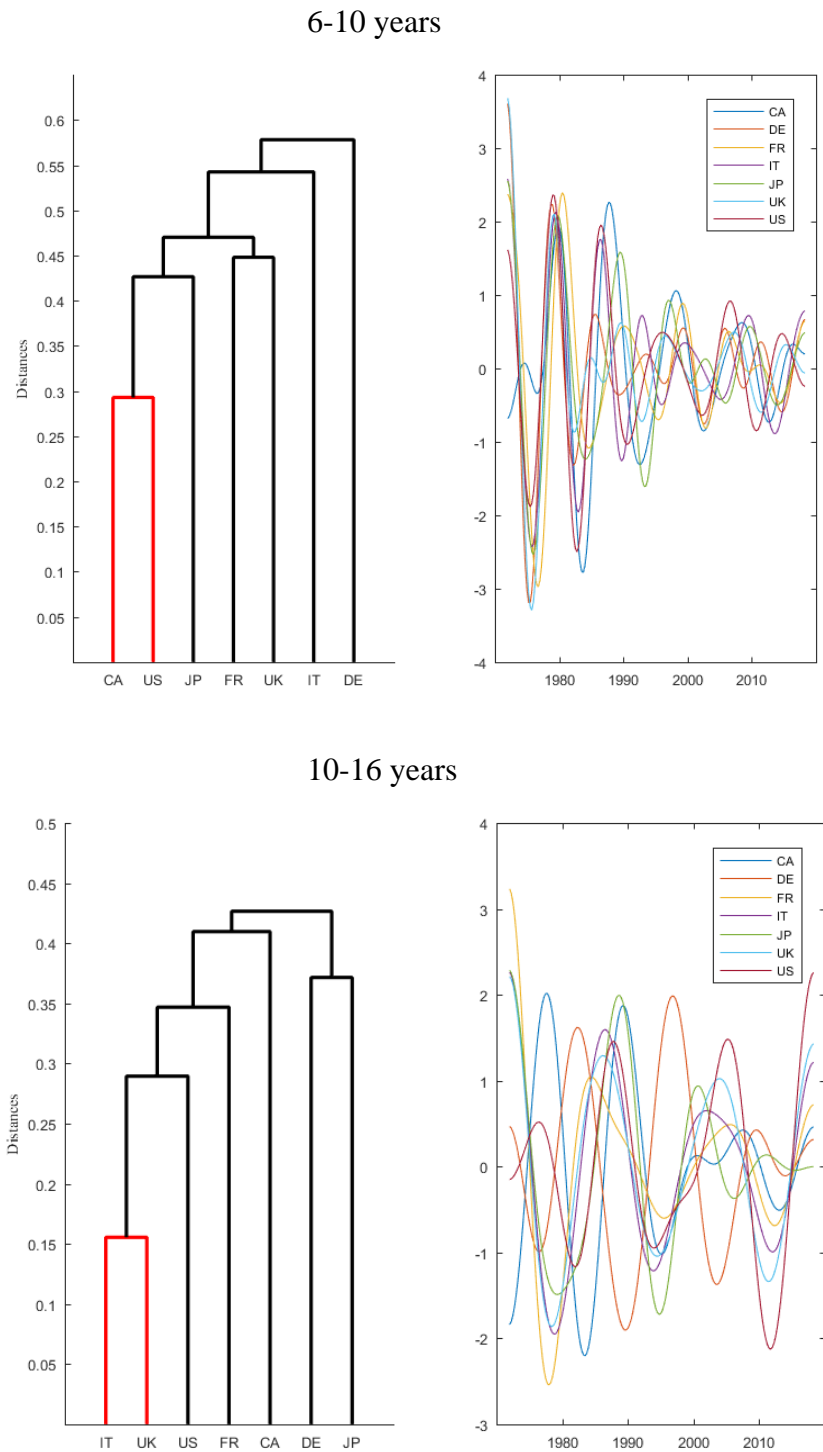 6-10 years
0.6
0.55
0.5
0.45
0.4
0.35
0.3
0.25
0.2
0.15
0.1
0.05
Distances
CA US JP FR UK IT DE
4
3
2
1
0
-1
-2
-3
-4
1980 1990 2000 2010
CA
DE
FR
IT
JP
UK
US
10-16 years
0.5
0.45
0.4
0.35
0.3
0.25
0.2
0.15
0.1
0.05
Distances
IT UK US FR CA DE JP
4
3
2
1
0
-1
-2
-3
1980 1990 2000 2010
CA
DE
FR
IT
JP
UK
US